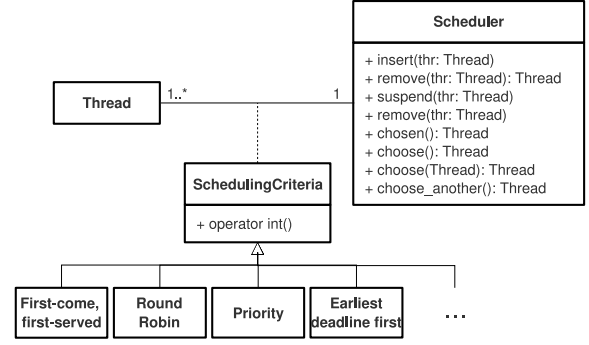 Scheduler
+ insert(thr: Thread)
+ remove(thr: Thread): Thread
+ suspend(thr: Thread)
+ remove(thr: Thread)
+ chosen(): Thread
+ choose(): Thread
+ choose(Thread): Thread
+ choose_another(): Thread
Thread
1..*
1
SchedulingCriteria
+ operator int()
First-come,
first-served
Round
Robin
Priority
Earliest
deadline first
...